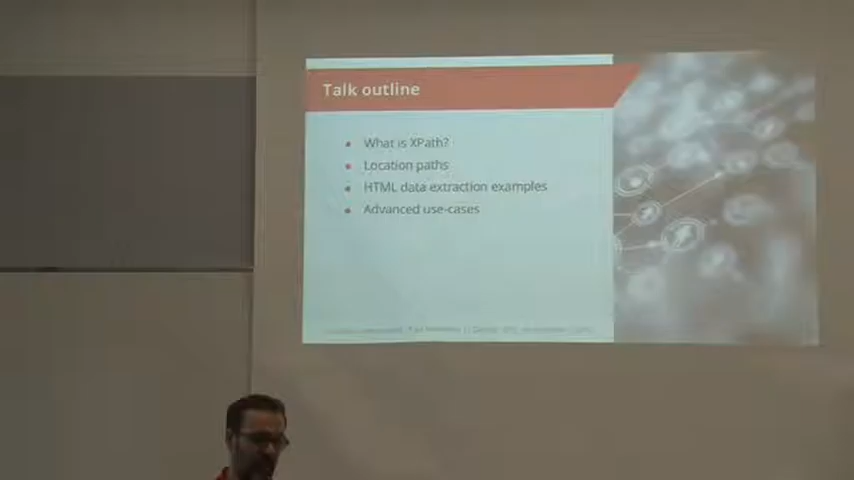 Talk outline
What is XPath?
Location paths
HTML data extraction examples
Advanced use-cases